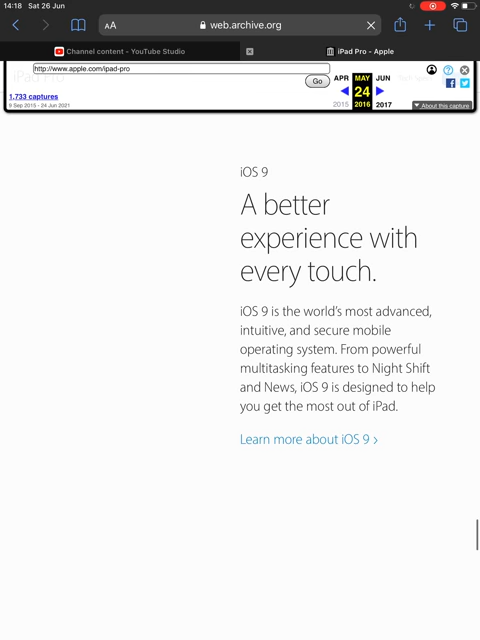 14:18 Sat 26 Jun
AA
web.archive.org
Channel content - YouTube Studio
iPad Pro - Apple
http://www.apple.com/ipad-pro
Go
APR MAY JUN
24
2015 2016 2017
1,733 captures
9 Sep 2015 - 24 Jun 2021
About this capture
iOS 9
A better
experience with
every touch.
iOS 9 is the world's most advanced,
intuitive, and secure mobile
operating system. From powerful
multitasking features to Night Shift
and News, iOS 9 is designed to help
you get the most out of iPad.
Learn more about iOS 9 >